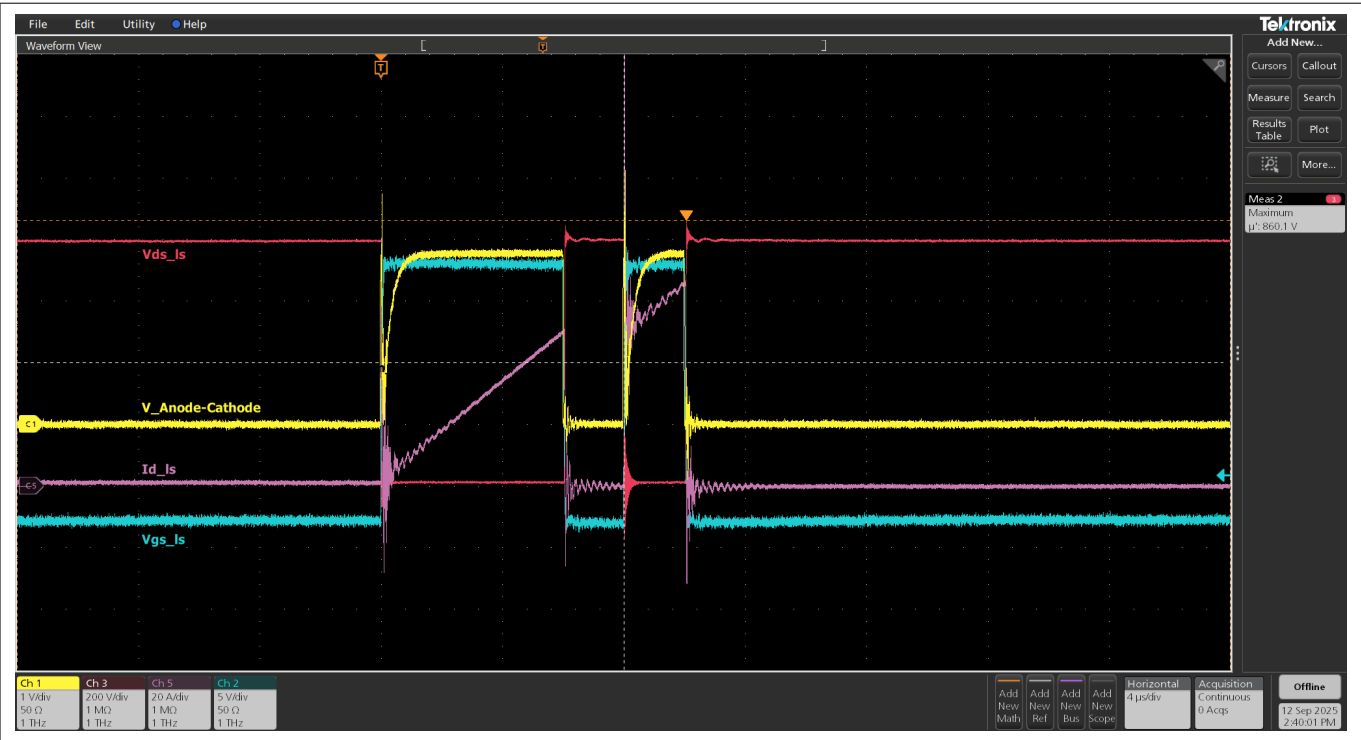 File Edit Utility Help
Tektronix
Waveform View
Add New...
[ T ]
T
Cursors Callout
Measure Search
Results Table Plot
More...
Meas 2 3
Maximum
µ': 860.1 V
Vds_ls
V_Anode-Cathode
C1
Id_ls
C5
Vgs_ls
Ch 1 Ch 3 Ch 5 Ch 2
1 V/div 200 V/div 20 A/div 5 V/div
50 Ω 1 MΩ 1 MΩ 50 Ω
1 THz 1 THz 1 THz 1 THz
Add New Math
Add New Ref
Add New Bus
Add New Scope
Horizontal
4 µs/div
Acquisition
Continuous
0 Acqs
Offline
12 Sep 2025
2:40:01 PM